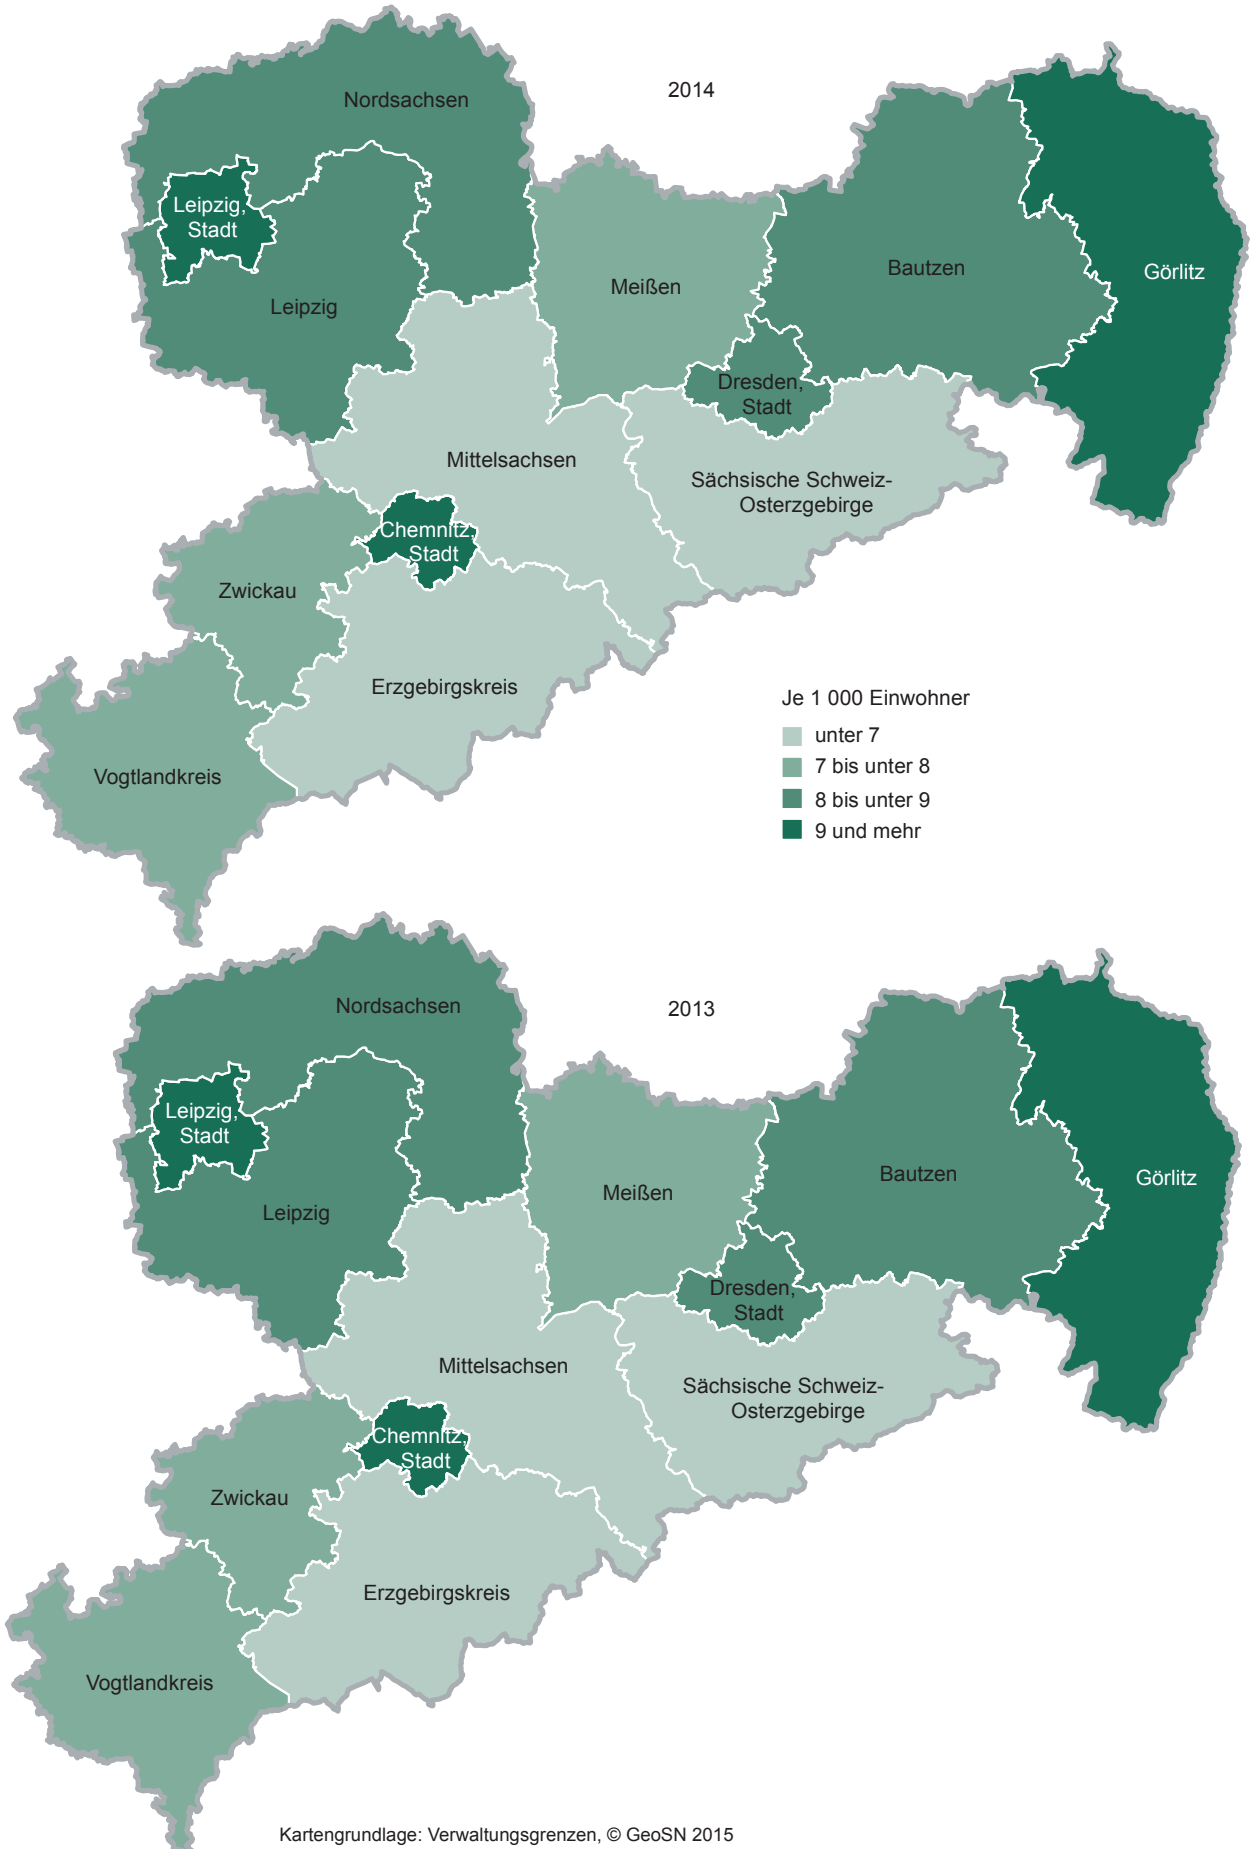 2014
Nordsachsen
Leipzig,
Stadt
Leipzig
Meißen
Bautzen
Görlitz
Dresden,
Stadt
Mittelsachsen
Sächsische Schweiz-
Osterzgebirge
Chemnitz,
Stadt
Zwickau
Erzgebirgskreis
Vogtlandkreis
Je 1 000 Einwohner
unter 7
7 bis unter 8
8 bis unter 9
9 und mehr
2013
Nordsachsen
Leipzig,
Stadt
Leipzig
Meißen
Bautzen
Görlitz
Dresden,
Stadt
Mittelsachsen
Sächsische Schweiz-
Osterzgebirge
Chemnitz,
Stadt
Zwickau
Erzgebirgskreis
Vogtlandkreis
Kartengrundlage: Verwaltungsgrenzen, © GeoSN 2015